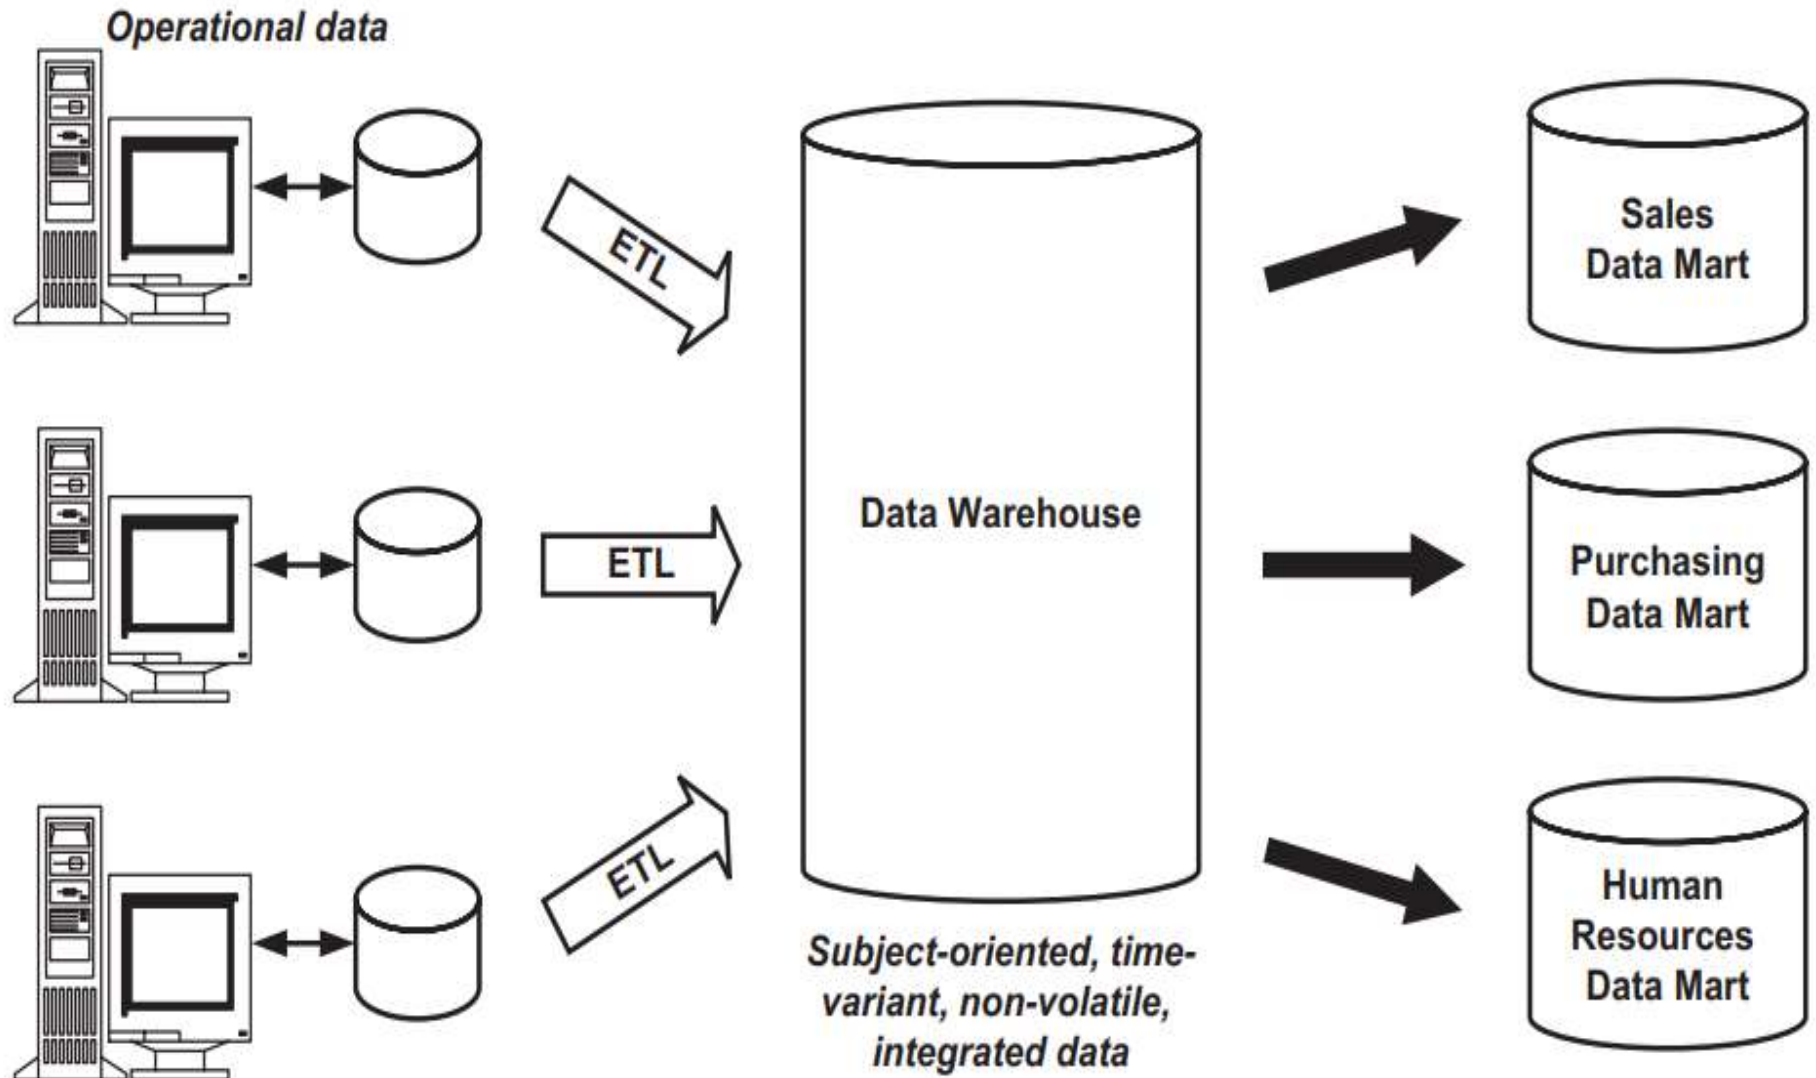 Operational data
ETL
ETL
ETL
Data Warehouse
Subject-oriented, time-
variant, non-volatile,
integrated data
Sales
Data Mart
Purchasing
Data Mart
Human
Resources
Data Mart